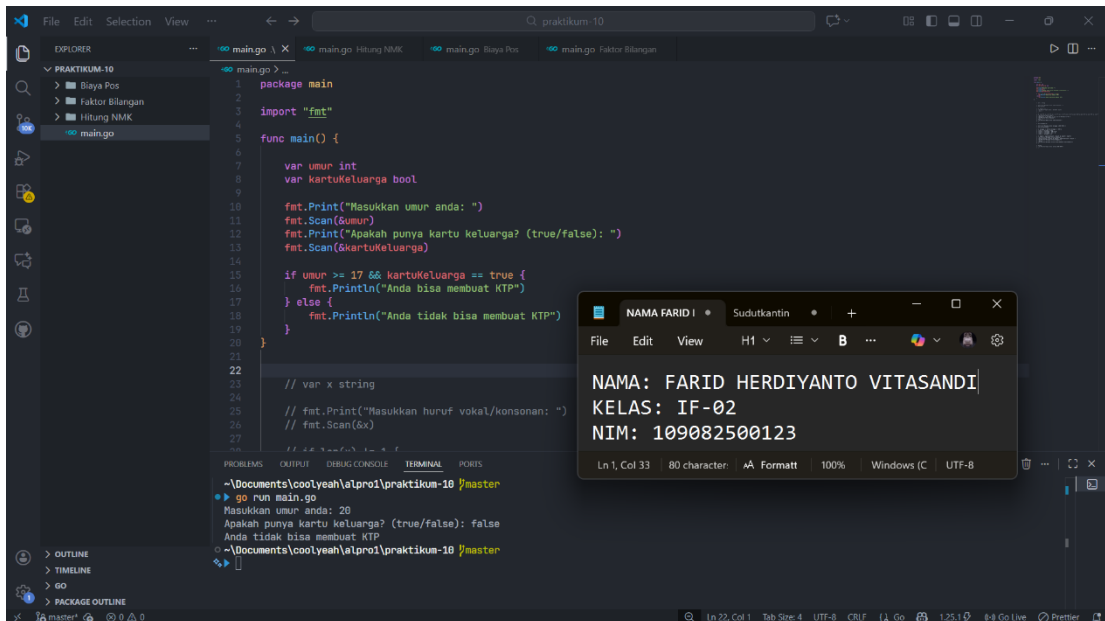 File Edit Selection View ··· praktikum-10
EXPLORER ···
PRAKTIKUM-10
Biaya Pos
Faktor Bilangan
Hitung NMK
main.go
10K
main.go .\ main.go Hitung NMK main.go Biaya Pos main.go Faktor Bilangan
main.go > ...
1 package main
2
3 import "fmt"
4
5 func main() {
6
7 var umur int
8 var kartuKeluarga bool
9
10 fmt.Print("Masukkan umur anda: ")
11 fmt.Scan(&umur)
12 fmt.Print("Apakah punya kartu keluarga? (true/false): ")
13 fmt.Scan(&kartuKeluarga)
14
15 if umur >= 17 && kartuKeluarga == true {
16 fmt.Println("Anda bisa membuat KTP")
17 } else {
18 fmt.Println("Anda tidak bisa membuat KTP")
19 }
20 }
21
22
23 // var x string
24
25 // fmt.Print("Masukkan huruf vokal/konsonan: ")
26 // fmt.Scan(&x)
27
NAMA FARID Sudutkantin
File Edit View H1 B ···
NAMA: FARID HERDIYANTO VITASANDI
KELAS: IF-02
NIM: 109082500123
Ln 1, Col 33 80 character: Formatt 100% Windows (C UTF-8
PROBLEMS OUTPUT DEBUG CONSOLE TERMINAL PORTS
~\Documents\coolyeah\alpro1\praktikum-10 master
go run main.go
Masukkan umur anda: 20
Apakah punya kartu keluarga? (true/false): false
Anda tidak bisa membuat KTP
~\Documents\coolyeah\alpro1\praktikum-10 master
OUTLINE
TIMELINE
GO
PACKAGE OUTLINE
master* 0 0 Ln 22, Col 1 Tab Size: 4 UTF-8 CRLF Go 1.25.1 Go Live Prettier